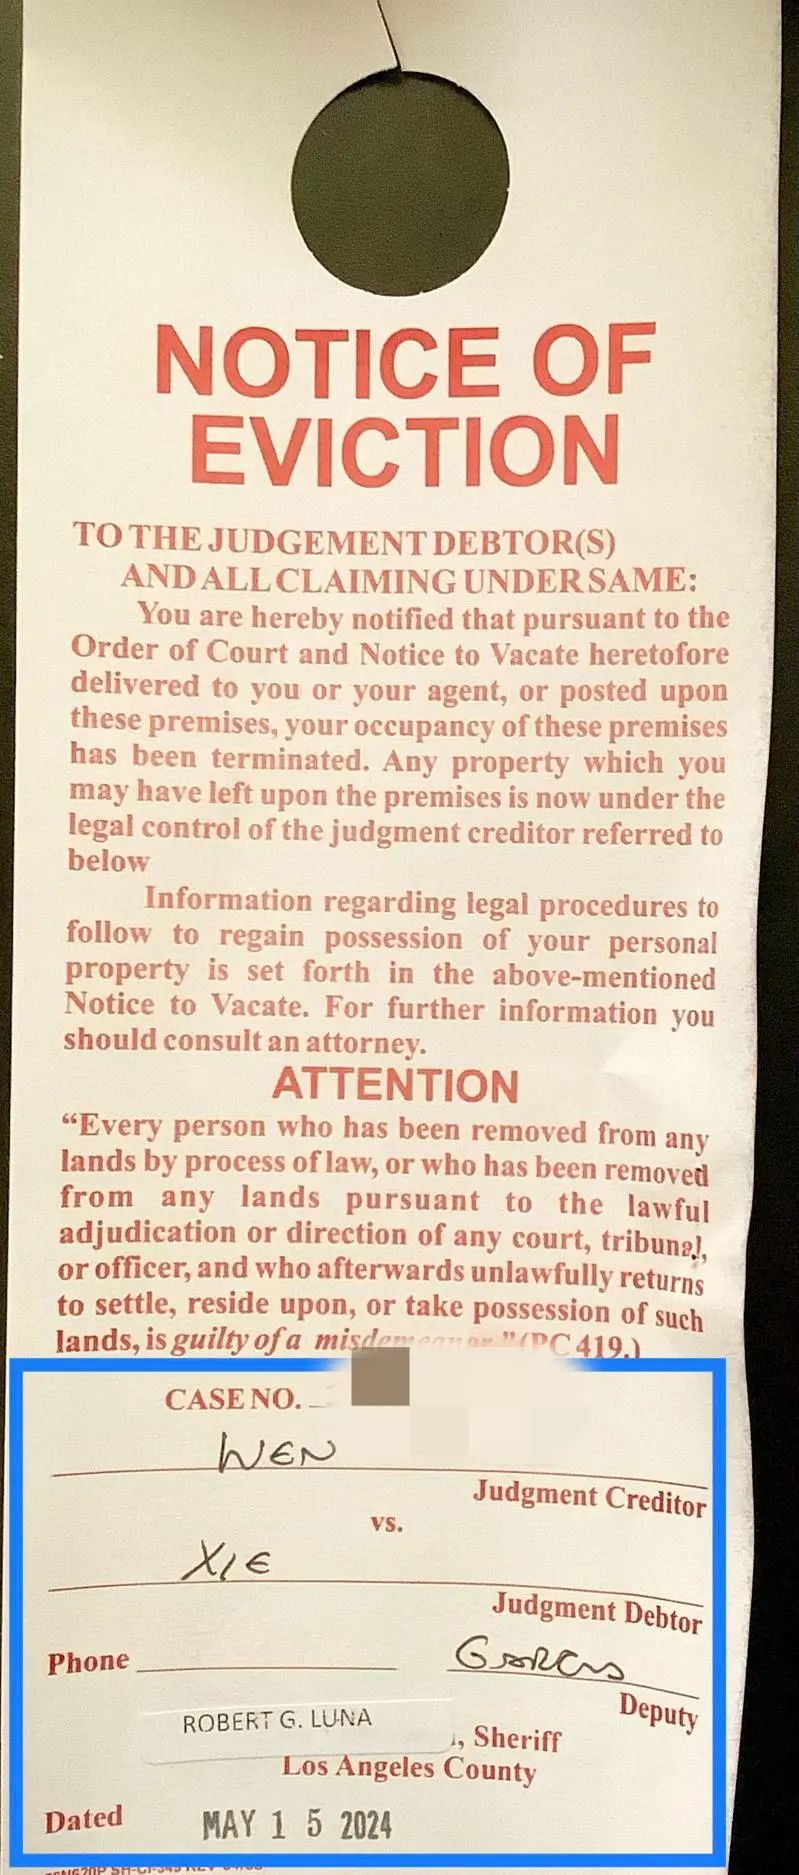 NOTICE OF
EVICTION
TO THE JUDGEMENT DEBTOR(S)
AND ALL CLAIMING UNDER SAME:
You are hereby notified that pursuant to the
Order of Court and Notice to Vacate heretofore
delivered to you or your agent, or posted upon
these premises, your occupancy of these premises
has been terminated. Any property which you
may have left upon the premises is now under the
legal control of the judgment creditor referred to
below
Information regarding legal procedures to
follow to regain possession of your personal
property is set forth in the above-mentioned
Notice to Vacate. For further information you
should consult an attorney.
ATTENTION
“Every person who has been removed from any
lands by process of law, or who has been removed
from any lands pursuant to the lawful
adjudication or direction of any court, tribunal,
or officer, and who afterwards unlawfully returns
to settle, reside upon, or take possession of such
lands, is guilty of a misdemeanor.” (PC 419.)
CASE NO.
WEN
Judgment Creditor
vs.
XIE
Judgment Debtor
Phone
Deputy
ROBERT G. LUNA
, Sheriff
Los Angeles County
Dated MAY 15 2024